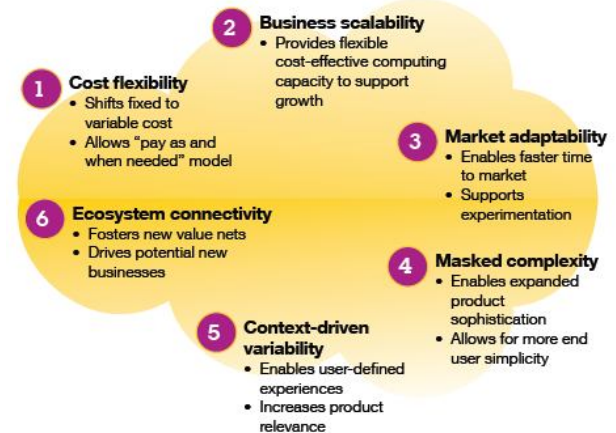 1
Cost flexibility
• Shifts fixed to
variable cost
• Allows “pay as and
when needed” model
2
Business scalability
• Provides flexible
cost-effective computing
capacity to support
growth
3
Market adaptability
• Enables faster time
to market
• Supports
experimentation
4
Masked complexity
• Enables expanded
product
sophistication
• Allows for more end
user simplicity
5
Context-driven
variability
• Enables user-defined
experiences
• Increases product
relevance
6
Ecosystem connectivity
• Fosters new value nets
• Drives potential new
businesses